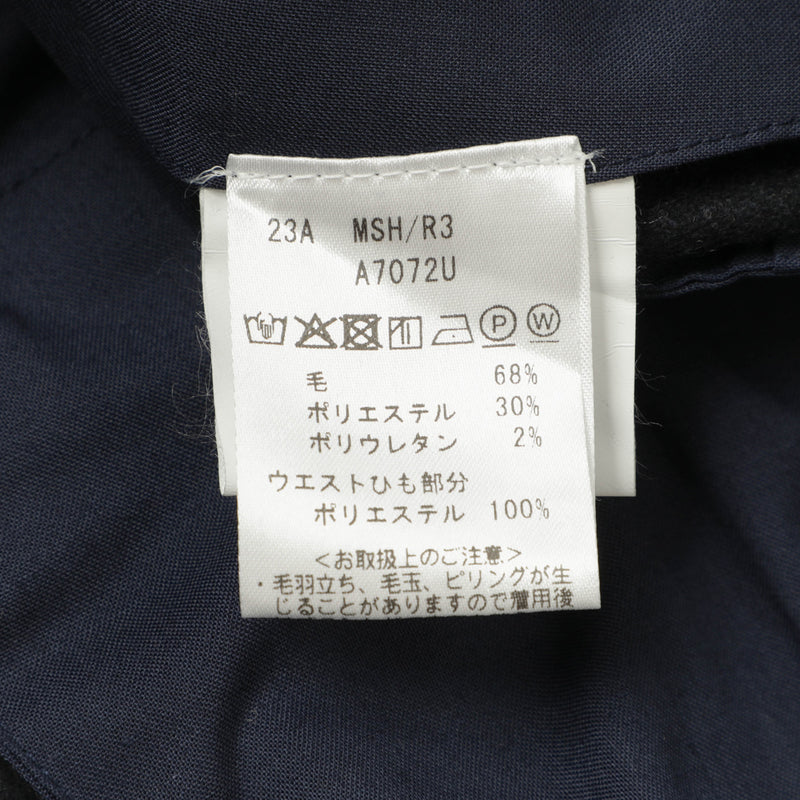 23A MSH/R3
A7072U
P W
毛 68%
ポリエステル 30%
ポリウレタン 2%
ウエストひも部分
ポリエステル 100%
＜お取扱上のご注意＞
・毛羽立ち、毛玉、ピリングが生
じることがありますので着用後